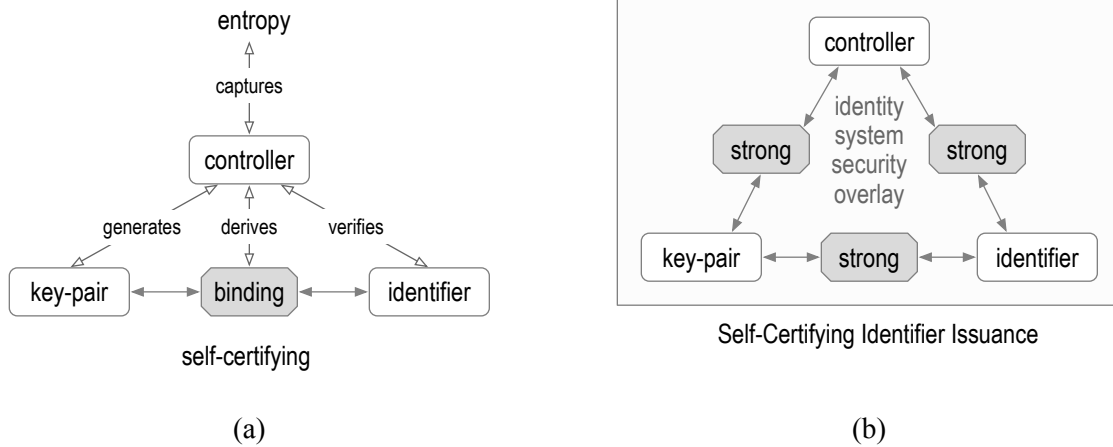 entropy
captures
controller
generates
derives
verifies
key-pair
binding
identifier
self-certifying
(a)
controller
identity
system
security
overlay
strong
strong
key-pair
strong
identifier
Self-Certifying Identifier Issuance
(b)